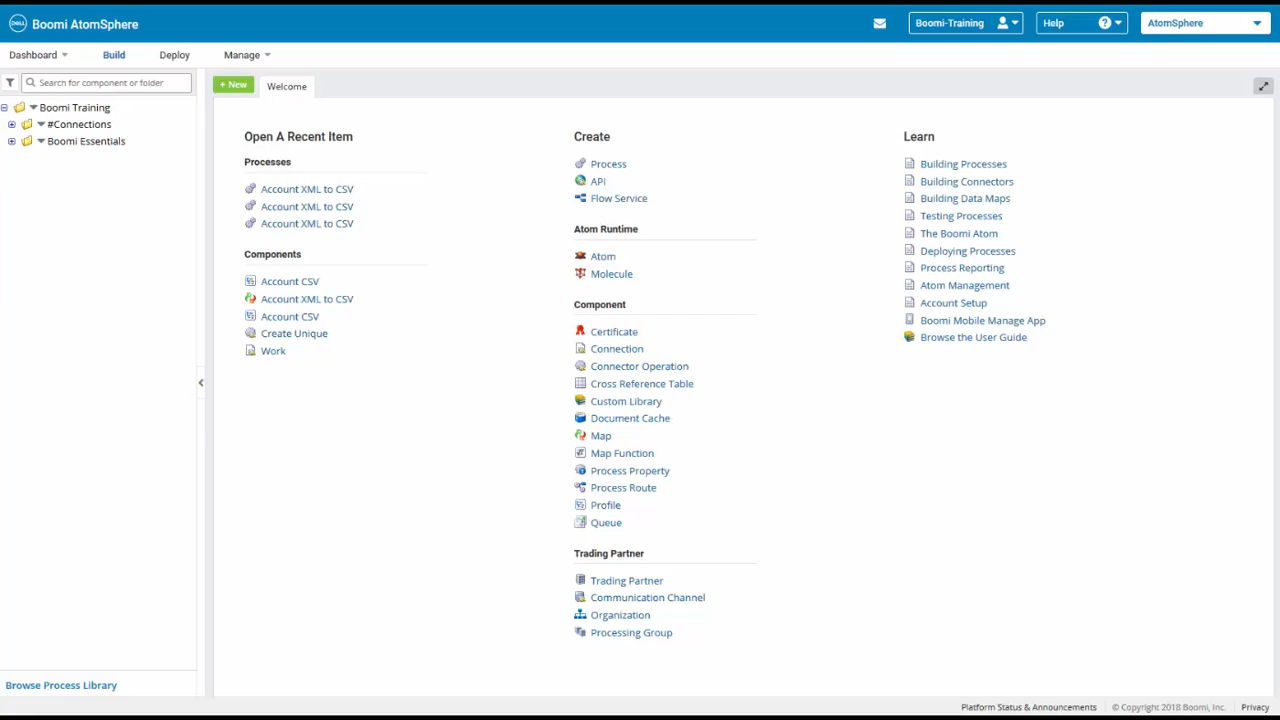 DELL Boomi AtomSphere
Boomi-Training
Help
AtomSphere
Dashboard
Build
Deploy
Manage
Search for component or folder
+ New
Welcome
Boomi Training
#Connections
Boomi Essentials
Open A Recent Item
Processes
Account XML to CSV
Account XML to CSV
Account XML to CSV
Components
Account CSV
Account XML to CSV
Account CSV
Create Unique
Work
Create
Process
API
Flow Service
Atom Runtime
Atom
Molecule
Component
Certificate
Connection
Connector Operation
Cross Reference Table
Custom Library
Document Cache
Map
Map Function
Process Property
Process Route
Profile
Queue
Trading Partner
Trading Partner
Communication Channel
Organization
Processing Group
Learn
Building Processes
Building Connectors
Building Data Maps
Testing Processes
The Boomi Atom
Deploying Processes
Process Reporting
Atom Management
Account Setup
Boomi Mobile Manage App
Browse the User Guide
Browse Process Library
Platform Status & Announcements
© Copyright 2018 Boomi, Inc.
Privacy